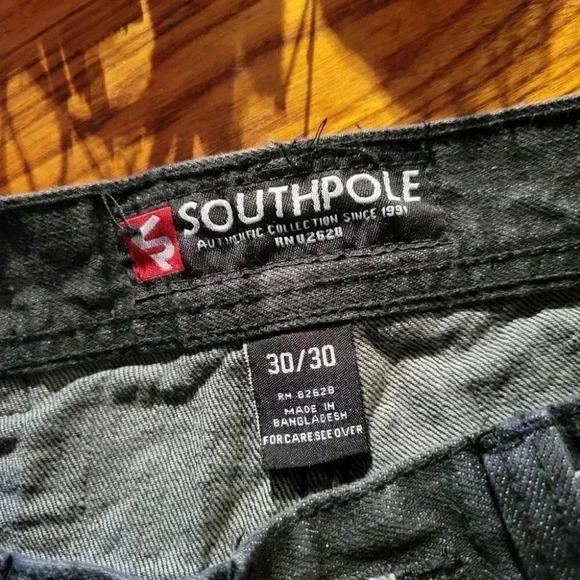 SOUTHPOLE
AUTHENTIC COLLECTION SINCE 1991
RN 82628
30/30
RN 82628
MADE IN
BANGLADESH
FOR CARE SEE OVER